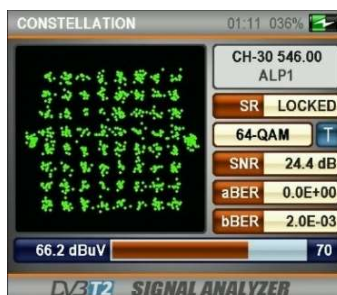 CONSTELLATION 01:11 036%
CH-30 546.00
ALP1
SR LOCKED
64-QAM T
SNR 24.4 dB
aBER 0.0E+00
bBER 2.0E-03
66.2 dBuV 70
DVB T2 SIGNAL ANALYZER